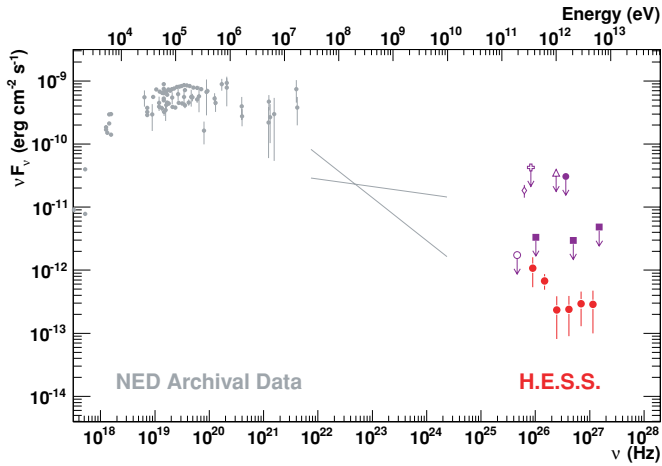 Energy (eV)
10⁴ 10⁵ 10⁶ 10⁷ 10⁸ 10⁹ 10¹⁰ 10¹¹ 10¹² 10¹³
νF_ν (erg cm⁻² s⁻¹)
10⁻⁹
10⁻¹⁰
10⁻¹¹
10⁻¹²
10⁻¹³
10⁻¹⁴
NED Archival Data
H.E.S.S.
10¹⁸ 10¹⁹ 10²⁰ 10²¹ 10²² 10²³ 10²⁴ 10²⁵ 10²⁶ 10²⁷ 10²⁸
ν (Hz)